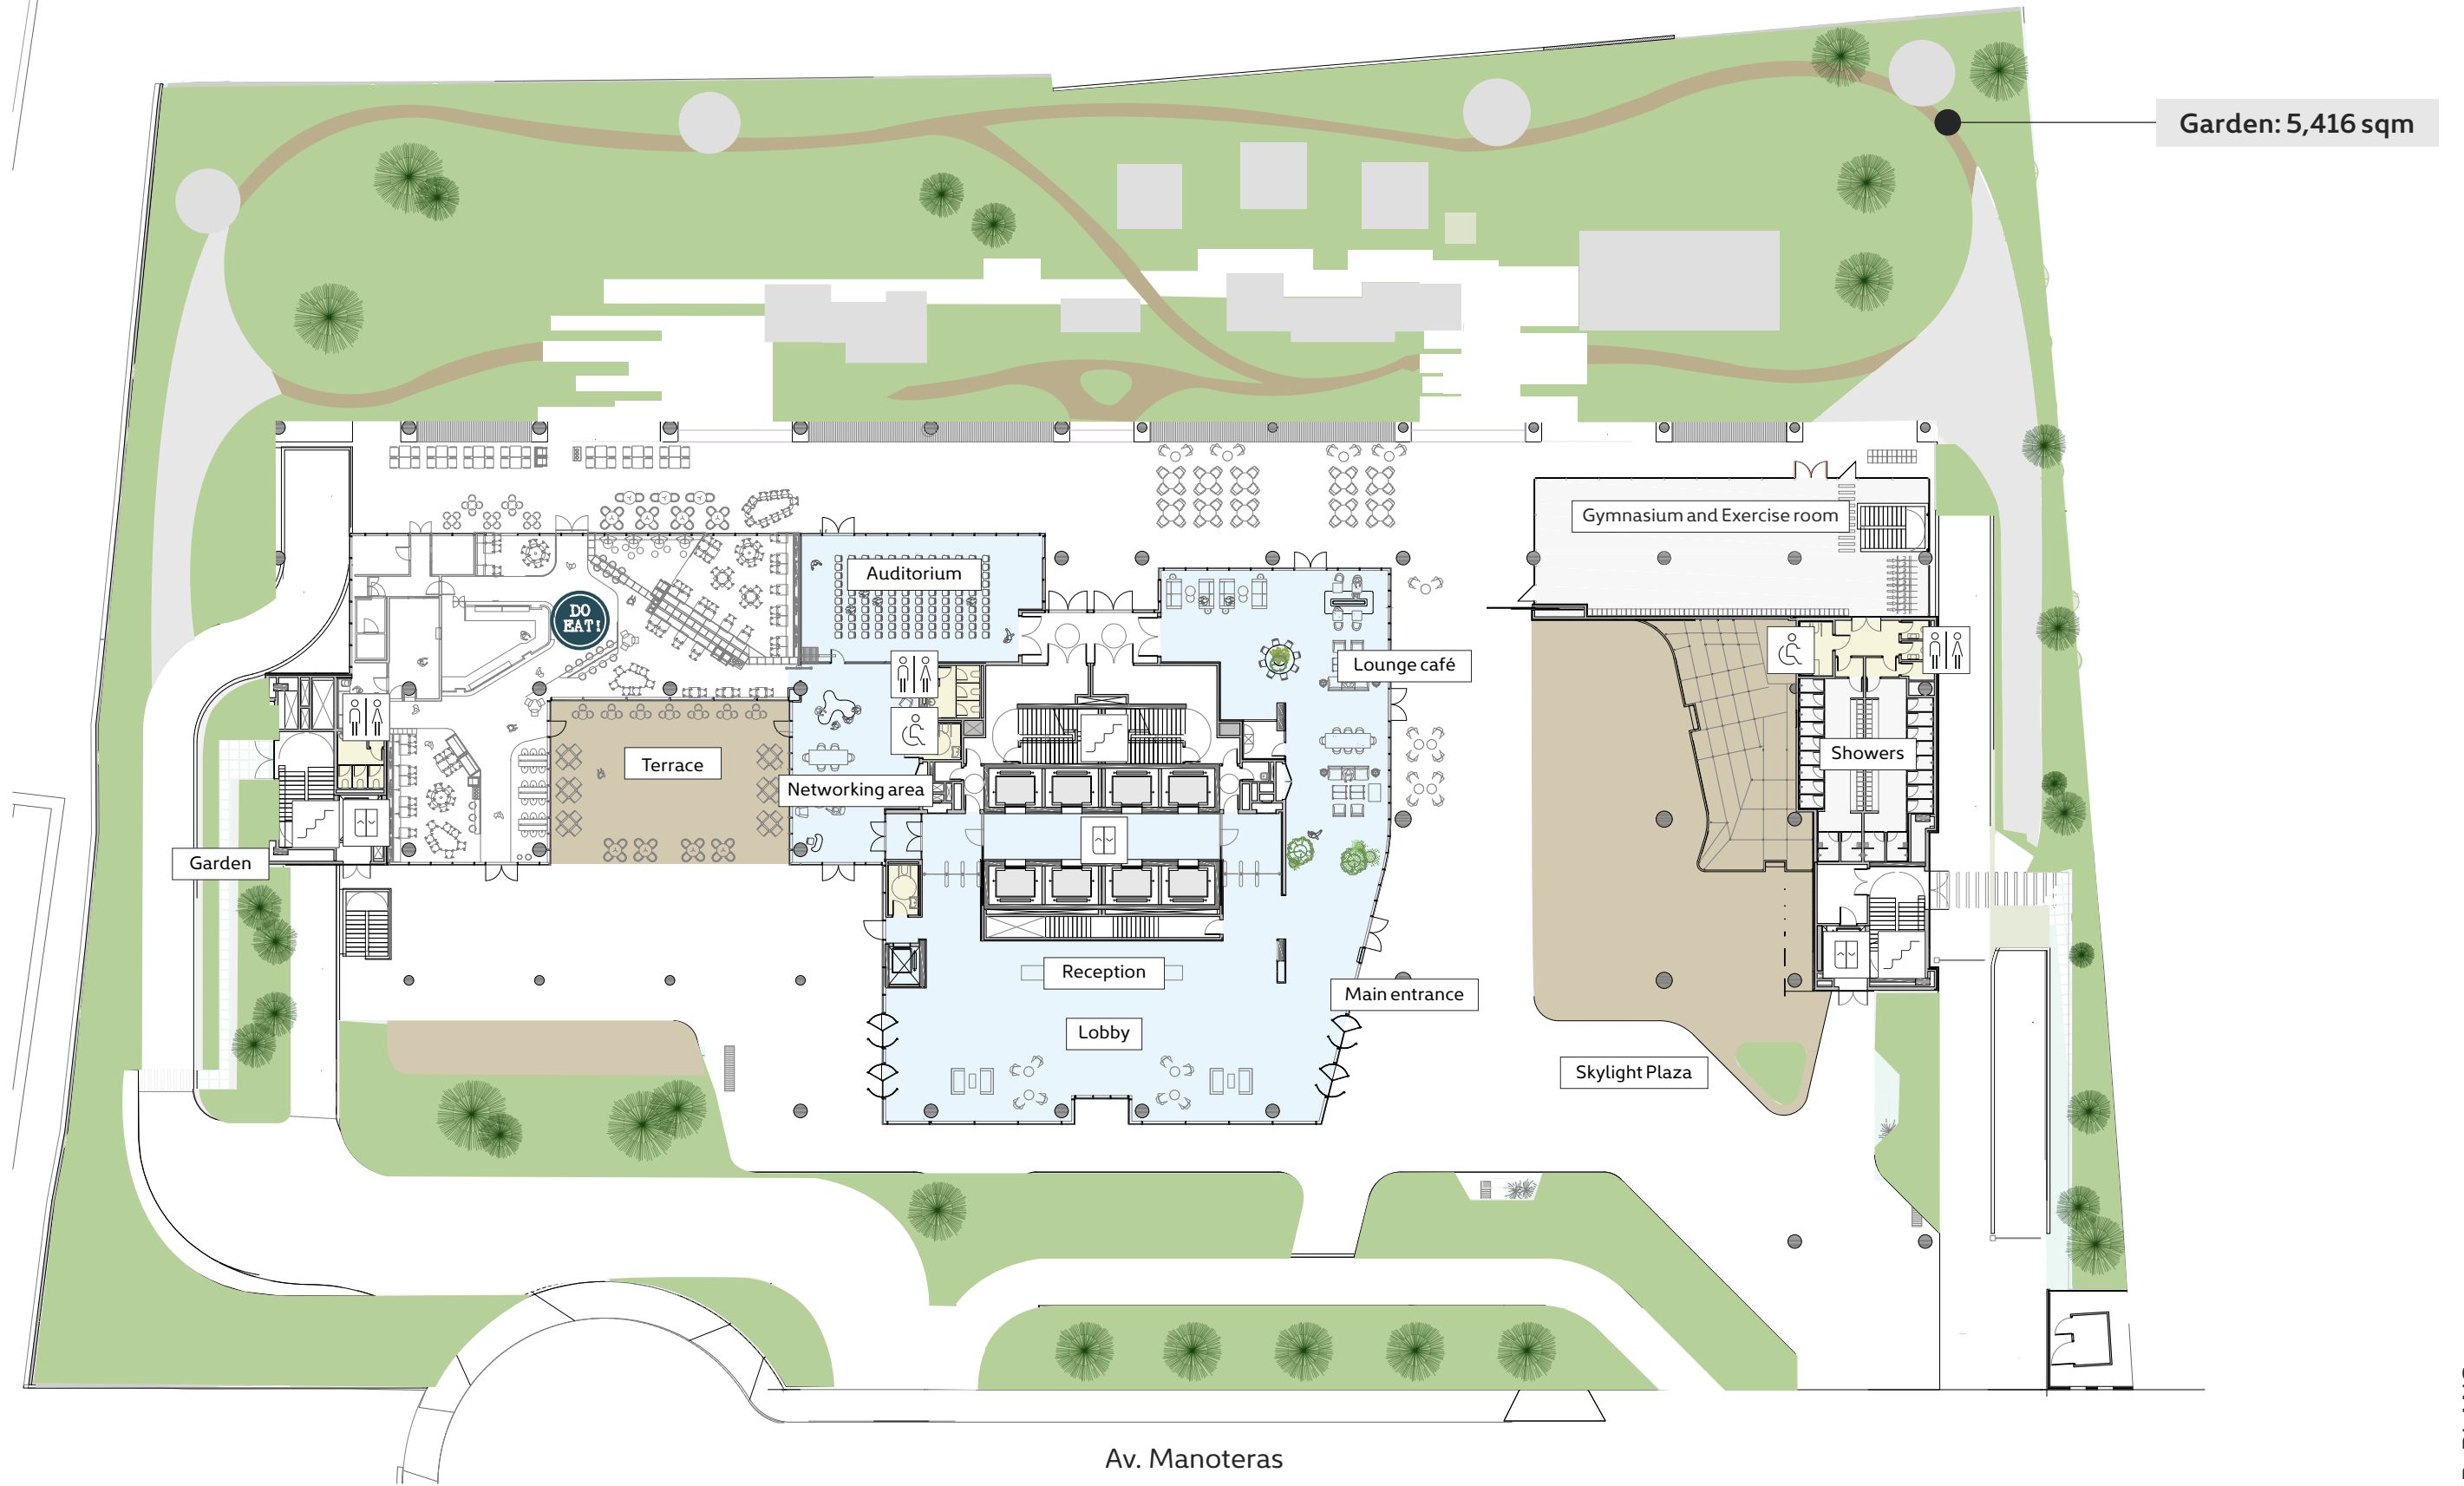 Garden: 5,416 sqm
Gymnasium and Exercise room
Auditorium
DO
EAT!
Lounge café
Terrace
Showers
Networking area
Garden
Reception
Main entrance
Lobby
Skylight Plaza
Av. Manoteras